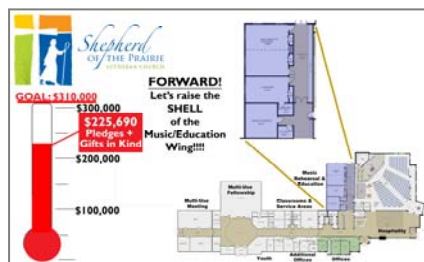 Shepherd
OF THE PRAIRIE
LUTHERAN CHURCH
GOAL: $310,000
$300,000
$225,690
Pledges +
Gifts in Kind
$200,000
$100,000
FORWARD!
Let's raise the
SHELL
of the
Music/Education
Wing!!!!
Music
Rehearsal &
Education
Multi-Use
Fellowship
Multi-Use
Meeting
Classrooms &
Service Areas
Hospitality
Youth
Additional
Offices
Offices